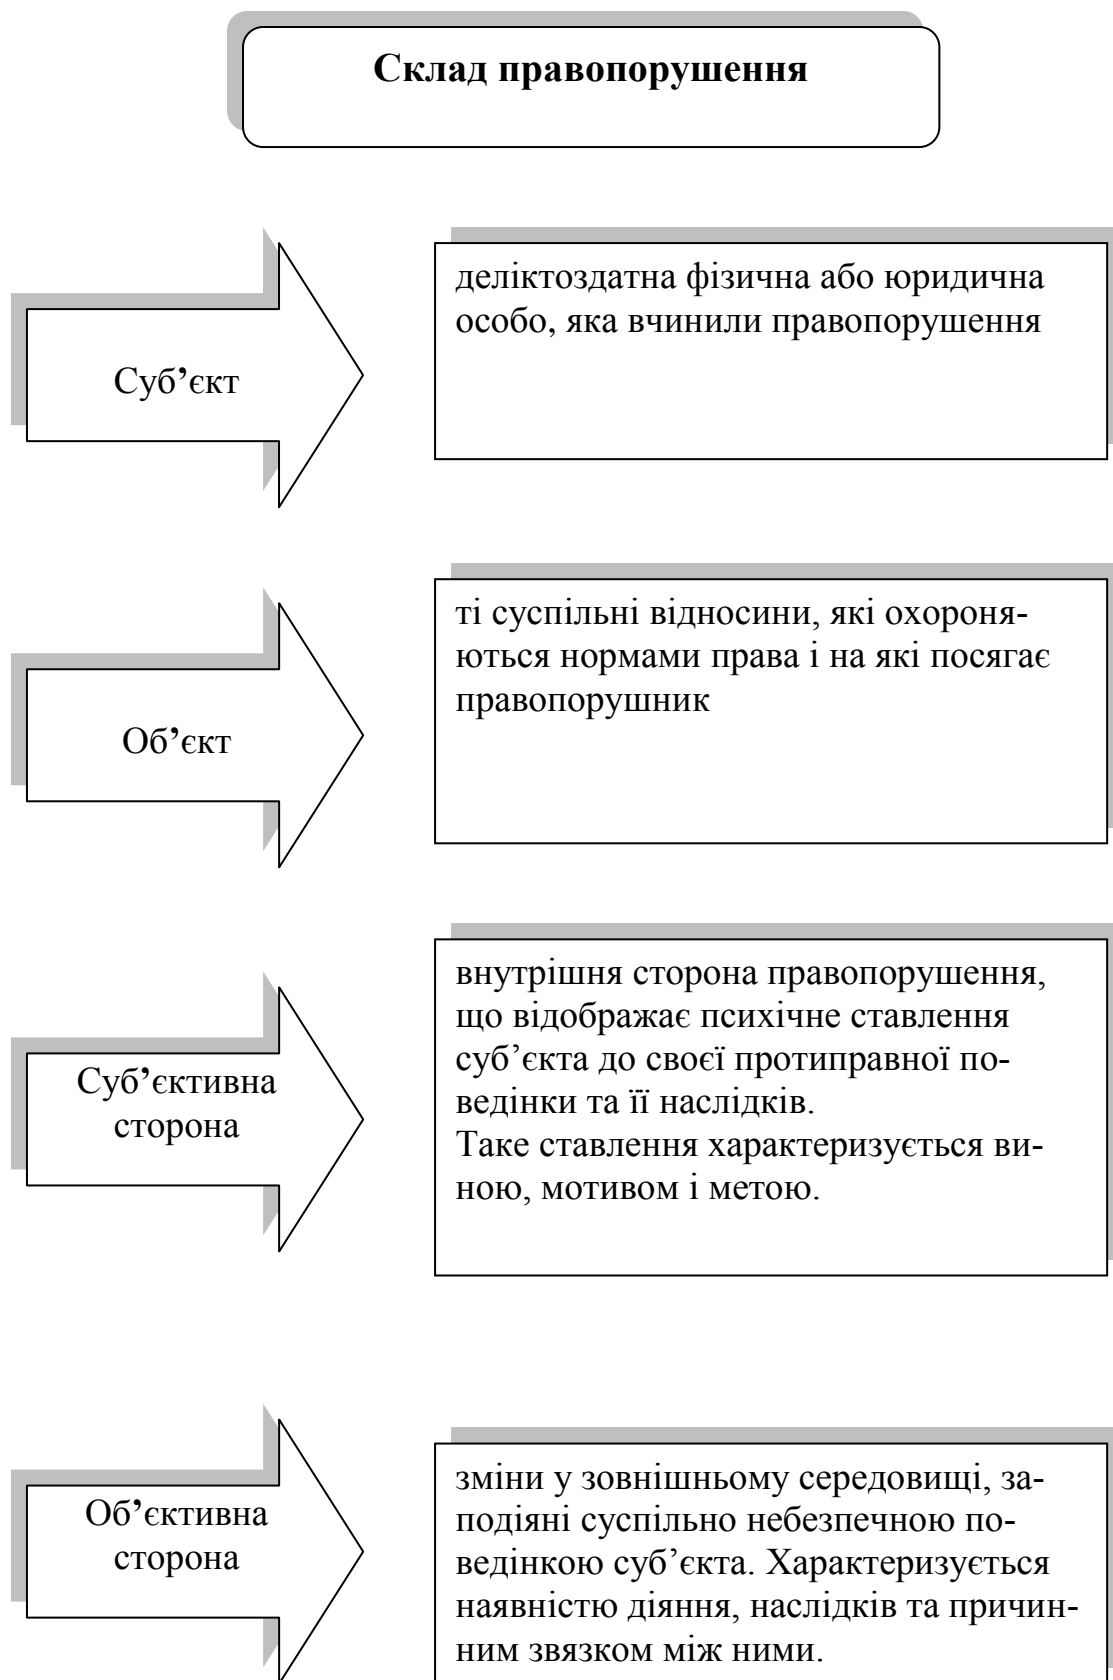 Склад правопорушення
Суб’єкт
деліктоздатна фізична або юридична
особо, яка вчинили правопорушення
Об’єкт
ті суспільні відносини, які охороня-
ються нормами права і на які посягає
правопорушник
Суб’єктивна
сторона
внутрішня сторона правопорушення,
що відображає психічне ставлення
суб’єкта до своєї протиправної по-
ведінки та її наслідків.
Таке ставлення характеризується ви-
ною, мотивом і метою.
Об’єктивна
сторона
зміни у зовнішньому середовищі, за-
подіяні суспільно небезпечною по-
ведінкою суб’єкта. Характеризується
наявністю діяння, наслідків та причин-
ним звязком між ними.